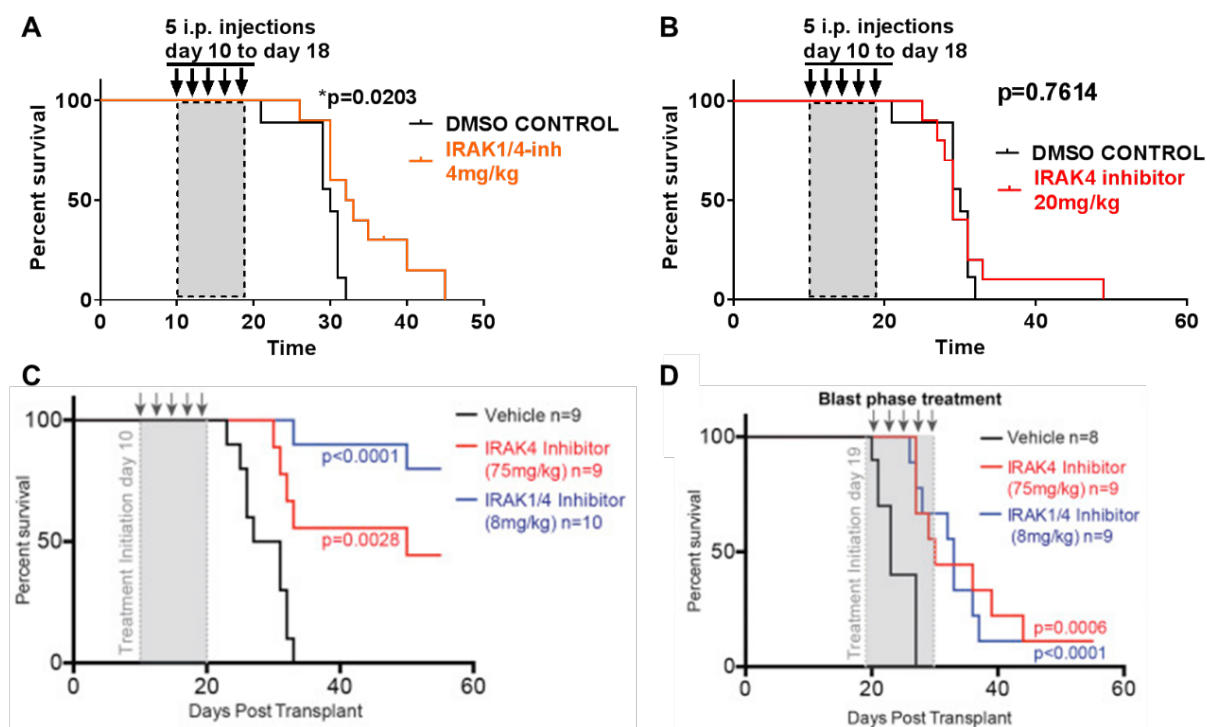 A
5 i.p. injections
day 10 to day 18
*p=0.0203
DMSO CONTROL
IRAK1/4-inh
4mg/kg
Percent survival
100
50
0
0 10 20 30 40 50
Time
B
5 i.p. injections
day 10 to day 18
p=0.7614
DMSO CONTROL
IRAK4 inhibitor
20mg/kg
Percent survival
100
50
0
0 20 40 60
Time
C
Vehicle n=9
IRAK4 Inhibitor
(75mg/kg) n=9
IRAK1/4 Inhibitor
(8mg/kg) n=10
p<0.0001
p=0.0028
Treatment Initiation day 10
Percent survival
100
50
0
0 20 40 60
Days Post Transplant
D
Blast phase treatment
Vehicle n=8
IRAK4 Inhibitor
(75mg/kg) n=9
IRAK1/4 Inhibitor
(8mg/kg) n=9
p=0.0006
p<0.0001
Treatment Initiation day 19
Percent survival
100
50
0
0 20 40 60
Days Post Transplant